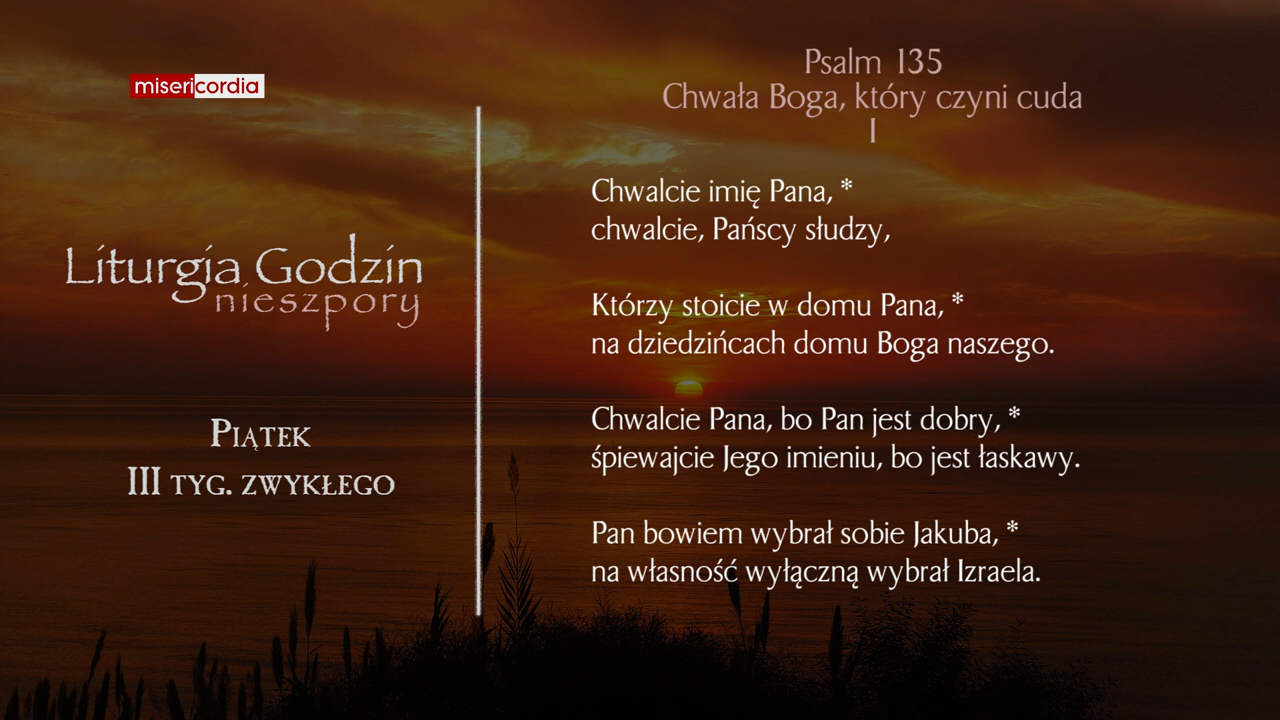 misericordia
Liturgia Godzin
nieszpory
Piątek
III tyg. zwykłego
Psalm 135
Chwała Boga, który czyni cuda
I
Chwalcie imię Pana, *
chwalcie, Pańscy słudzy,
Którzy stoicie w domu Pana, *
na dziedzińcach domu Boga naszego.
Chwalcie Pana, bo Pan jest dobry, *
śpiewajcie Jego imieniu, bo jest łaskawy.
Pan bowiem wybrał sobie Jakuba, *
na własność wyłączną wybrał Izraela.